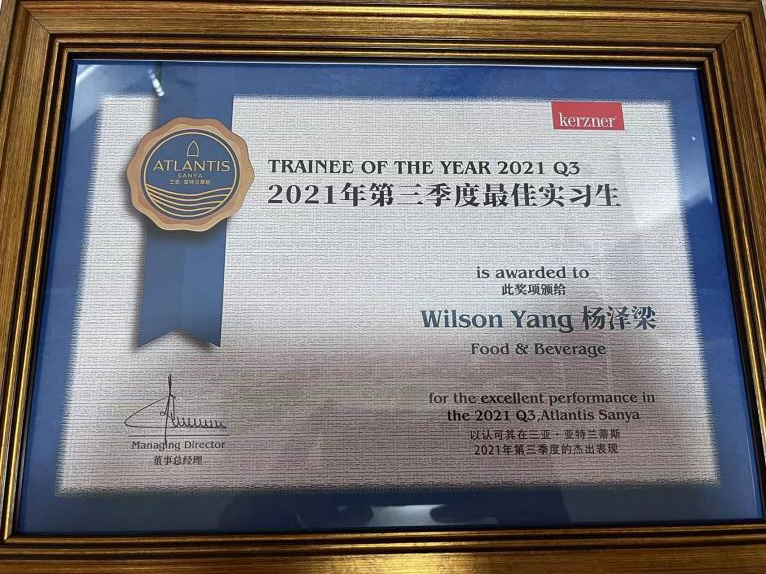 kerzner
ATLANTIS
SANYA
三亚·亚特兰蒂斯
TRAINEE OF THE YEAR 2021 Q3
2021年第三季度最佳实习生
is awarded to
此奖项颁给
Wilson Yang 杨泽梁
Food & Beverage
for the excellent performance in
the 2021 Q3,Atlantis Sanya
以认可其在三亚·亚特兰蒂斯
2021年第三季度的杰出表现
Managing Director
董事总经理